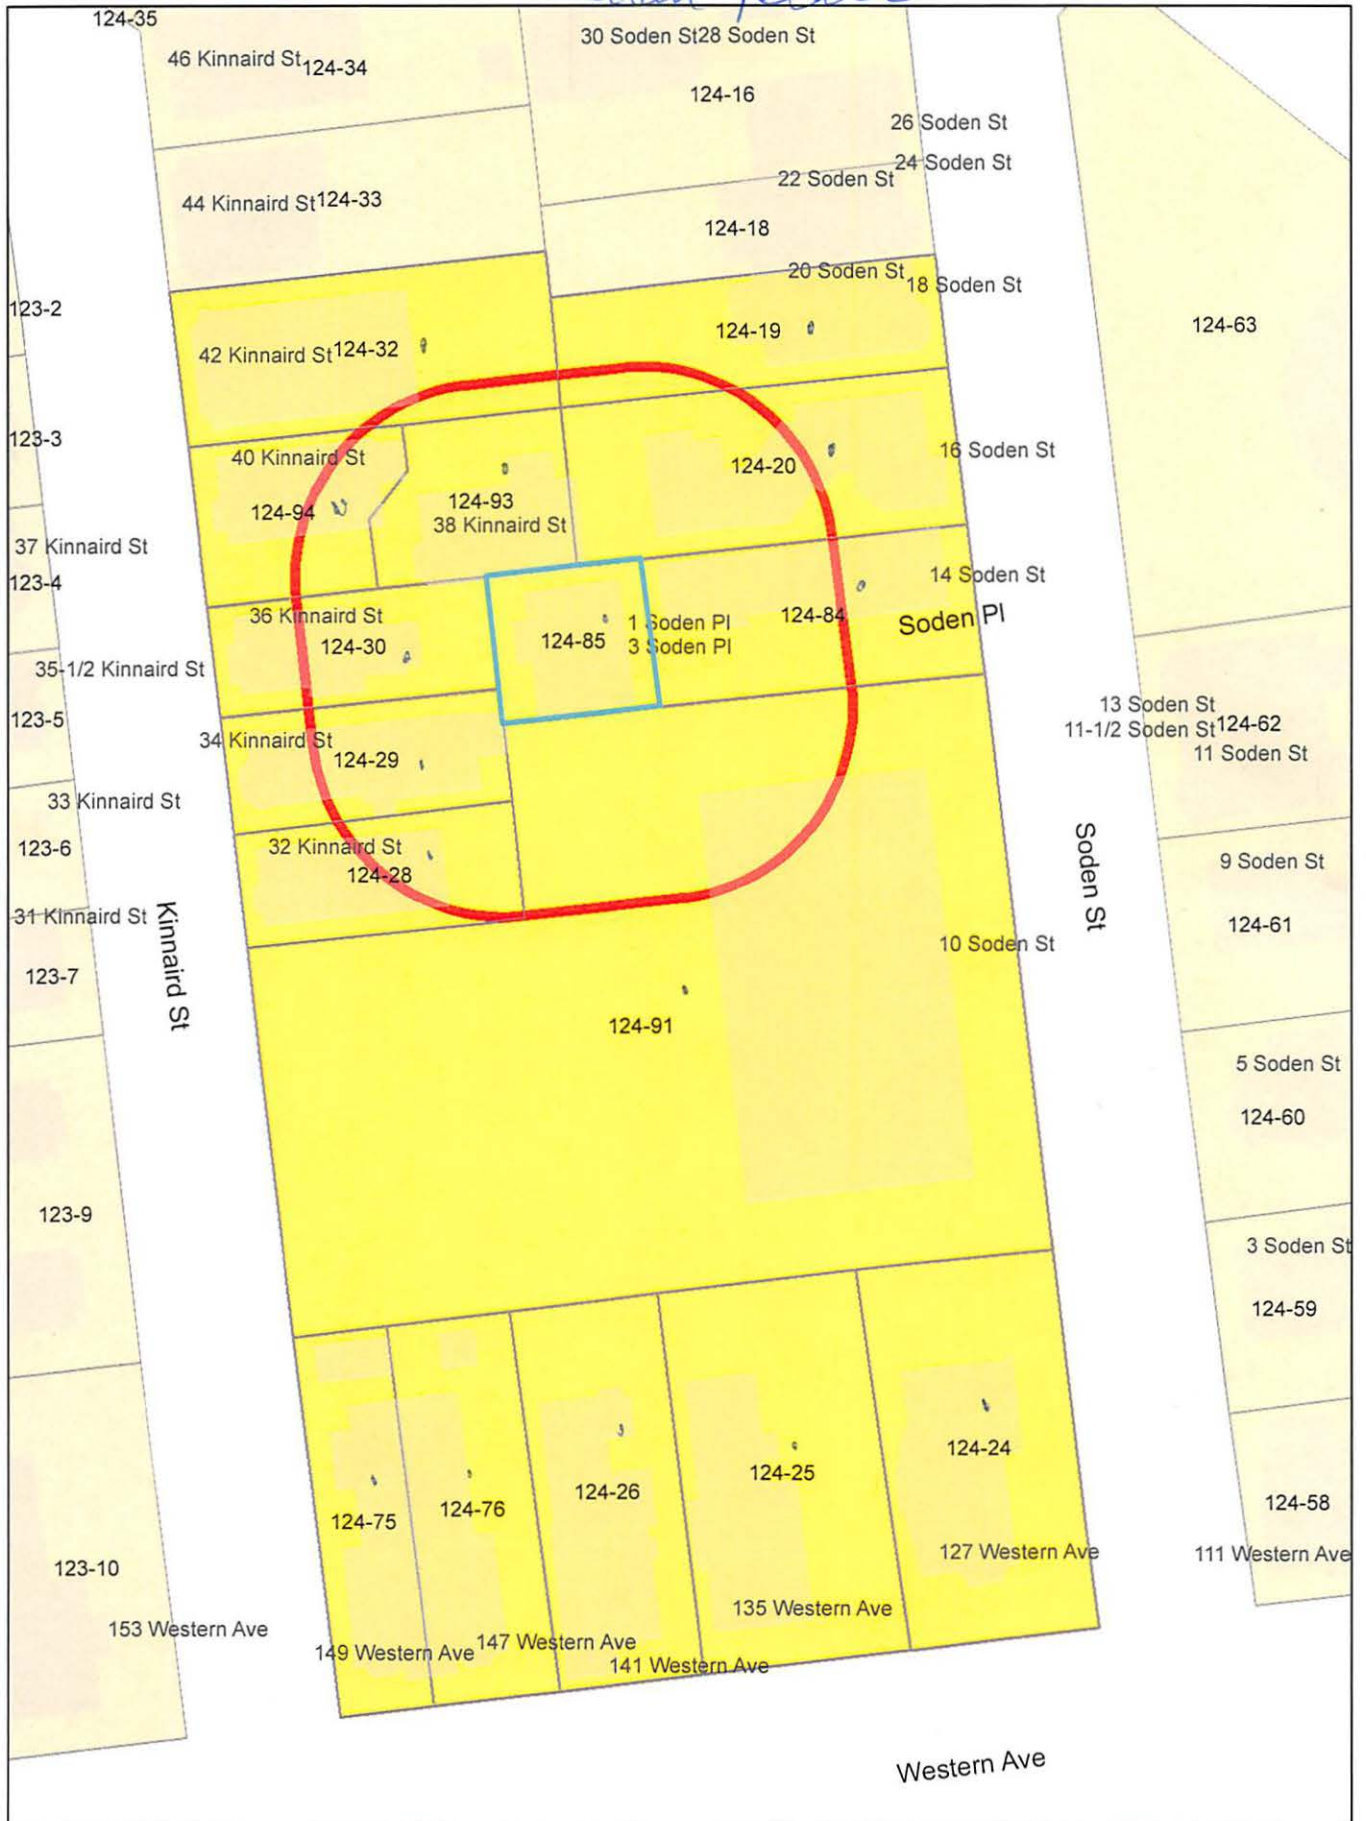 124-35
46 Kinnaird St 124-34
30 Soden St 28 Soden St
124-16
26 Soden St
24 Soden St
22 Soden St
44 Kinnaird St 124-33
124-18
20 Soden St
18 Soden St
123-2
124-63
124-19
42 Kinnaird St 124-32
123-3
40 Kinnaird St
16 Soden St
124-20
124-94
124-93
38 Kinnaird St
37 Kinnaird St
123-4
14 Soden St
36 Kinnaird St
124-84
Soden Pl
1 Soden Pl
124-85
3 Soden Pl
124-30
35-1/2 Kinnaird St
13 Soden St
123-5
11-1/2 Soden St 124-62
11 Soden St
34 Kinnaird St
124-29
33 Kinnaird St
123-6
32 Kinnaird St
124-28
9 Soden St
Soden St
31 Kinnaird St
124-61
Kinnaird St
10 Soden St
123-7
124-91
5 Soden St
124-60
123-9
3 Soden St
124-59
124-24
124-25
124-26
124-76
124-75
124-58
127 Western Ave
111 Western Ave
123-10
135 Western Ave
153 Western Ave
149 Western Ave
147 Western Ave
141 Western Ave
Western Ave